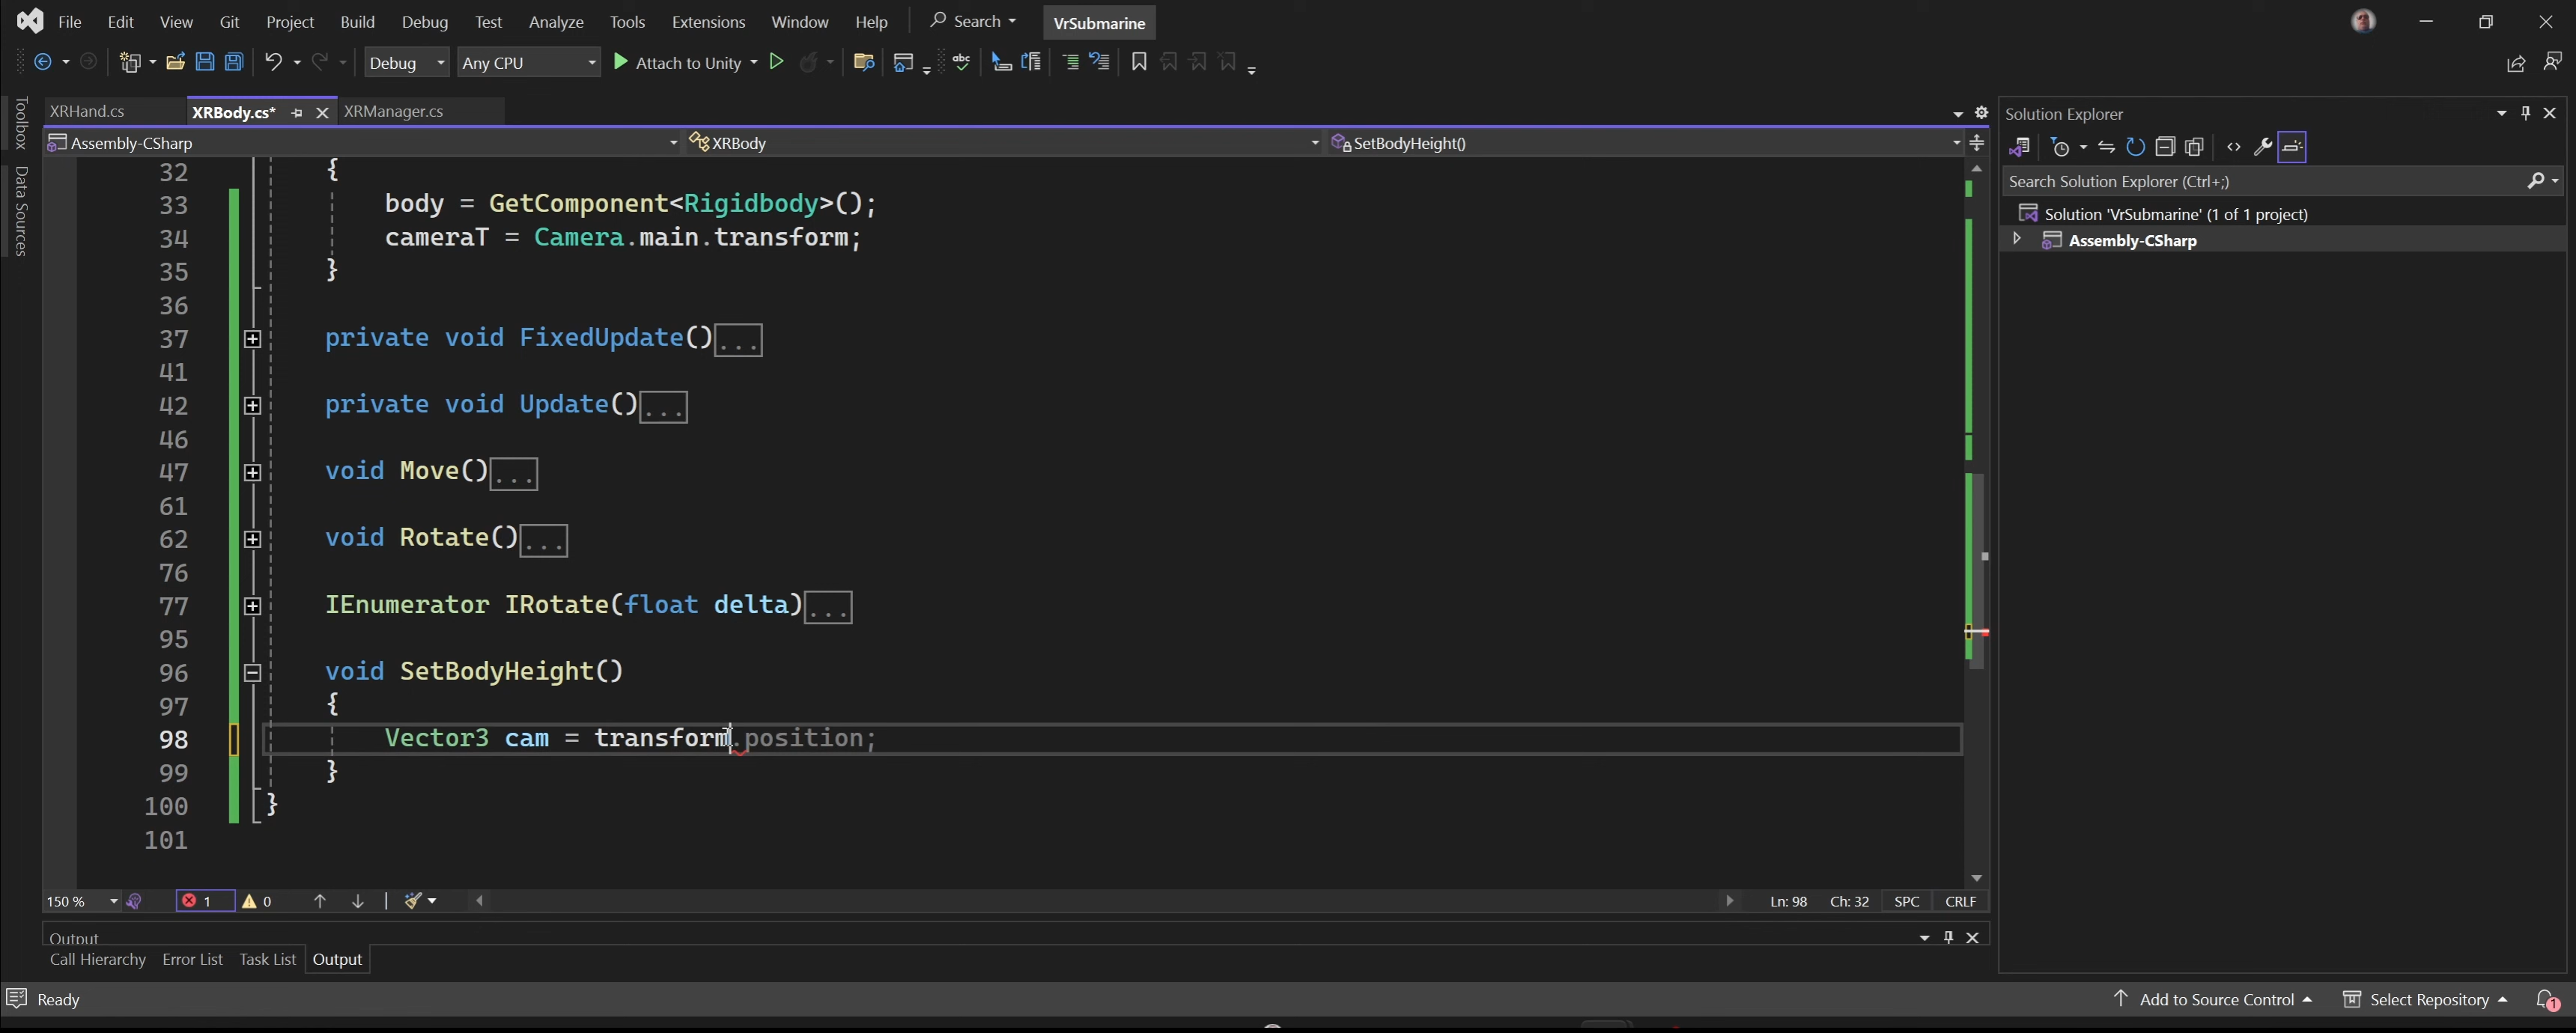 File Edit View Git Project Build Debug Test Analyze Tools Extensions Window Help Search VrSubmarine
Debug Any CPU Attach to Unity
Toolbox
Data Sources
XRHand.cs XRBody.cs* XRManager.cs
Assembly-CSharp XRBody SetBodyHeight()
32 {
33 body = GetComponent<Rigidbody>();
34 cameraT = Camera.main.transform;
35 }
36
37 private void FixedUpdate()...
41
42 private void Update()...
46
47 void Move()...
61
62 void Rotate()...
76
77 IEnumerator IRotate(float delta)...
95
96 void SetBodyHeight()
97 {
98 Vector3 cam = transform.position;
99 }
100 }
101
150 % 1 0 Ln: 98 Ch: 32 SPC CRLF
Output
Call Hierarchy Error List Task List Output
Solution Explorer
Search Solution Explorer (Ctrl+;)
Solution 'VrSubmarine' (1 of 1 project)
Assembly-CSharp
Ready Add to Source Control Select Repository 1